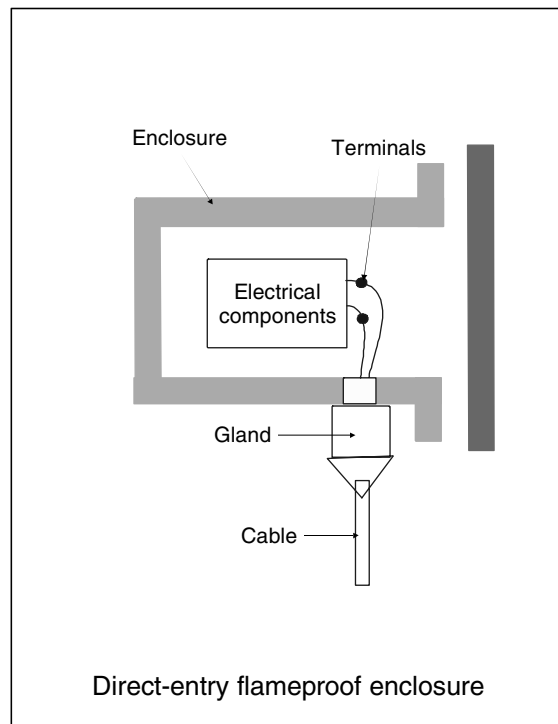 Enclosure
Terminals
Electrical
components
Gland
Cable
Direct-entry flameproof enclosure